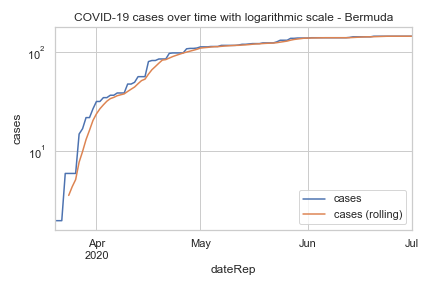 COVID-19 cases over time with logarithmic scale - Bermuda
10²
10¹
cases
cases
cases (rolling)
Apr
2020
May
Jun
Jul
dateRep